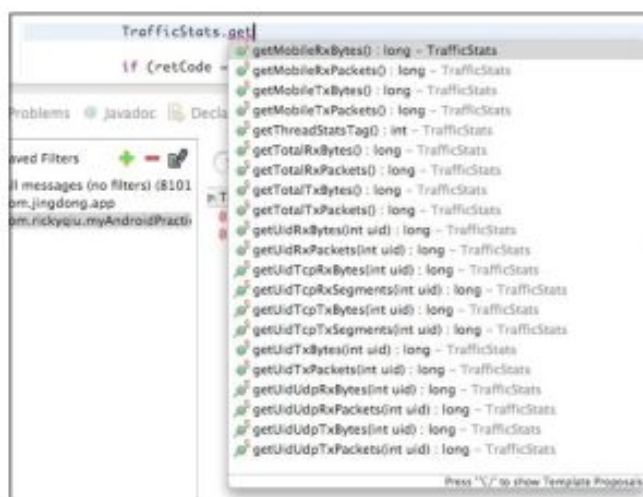 TrafficStats.get
if (retCode =
Problems @ Javadoc Decla
aved Filters
ll messages (no filters) (8101
om.jingdong.app
om.rickyqiu.myAndroidPracti
getMobileRxBytes() : long – TrafficStats
getMobileRxPackets() : long – TrafficStats
getMobileTxBytes() : long – TrafficStats
getMobileTxPackets() : long – TrafficStats
getThreadStatsTag() : int – TrafficStats
getTotalRxBytes() : long – TrafficStats
getTotalRxPackets() : long – TrafficStats
getTotalTxBytes() : long – TrafficStats
getTotalTxPackets() : long – TrafficStats
getUidRxBytes(int uid) : long – TrafficStats
getUidRxPackets(int uid) : long – TrafficStats
getUidTcpRxBytes(int uid) : long – TrafficStats
getUidTcpRxSegments(int uid) : long – TrafficStats
getUidTcpTxBytes(int uid) : long – TrafficStats
getUidTcpTxSegments(int uid) : long – TrafficStats
getUidTxBytes(int uid) : long – TrafficStats
getUidTxPackets(int uid) : long – TrafficStats
getUidUdpRxBytes(int uid) : long – TrafficStats
getUidUdpRxPackets(int uid) : long – TrafficStats
getUidUdpTxBytes(int uid) : long – TrafficStats
getUidUdpTxPackets(int uid) : long – TrafficStats
Press '⌥/' to show Template Proposals